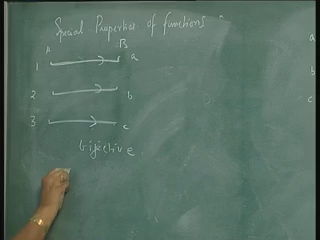 Special Properties of functions
A B
1 a a
2 b b
3 c c
bijective